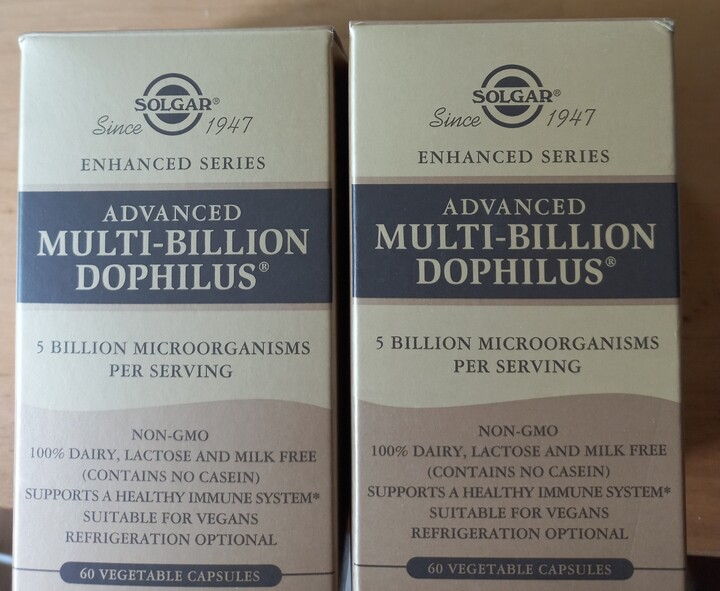 SOLGAR®
Since 1947
ENHANCED SERIES
ADVANCED
MULTI-BILLION
DOPHILUS®
5 BILLION MICROORGANISMS
PER SERVING
NON-GMO
100% DAIRY, LACTOSE AND MILK FREE
(CONTAINS NO CASEIN)
SUPPORTS A HEALTHY IMMUNE SYSTEM*
SUITABLE FOR VEGANS
REFRIGERATION OPTIONAL
60 VEGETABLE CAPSULES
SOLGAR®
Since 1947
ENHANCED SERIES
ADVANCED
MULTI-BILLION
DOPHILUS®
5 BILLION MICROORGANISMS
PER SERVING
NON-GMO
100% DAIRY, LACTOSE AND MILK FREE
(CONTAINS NO CASEIN)
SUPPORTS A HEALTHY IMMUNE SYSTEM*
SUITABLE FOR VEGANS
REFRIGERATION OPTIONAL
60 VEGETABLE CAPSULES